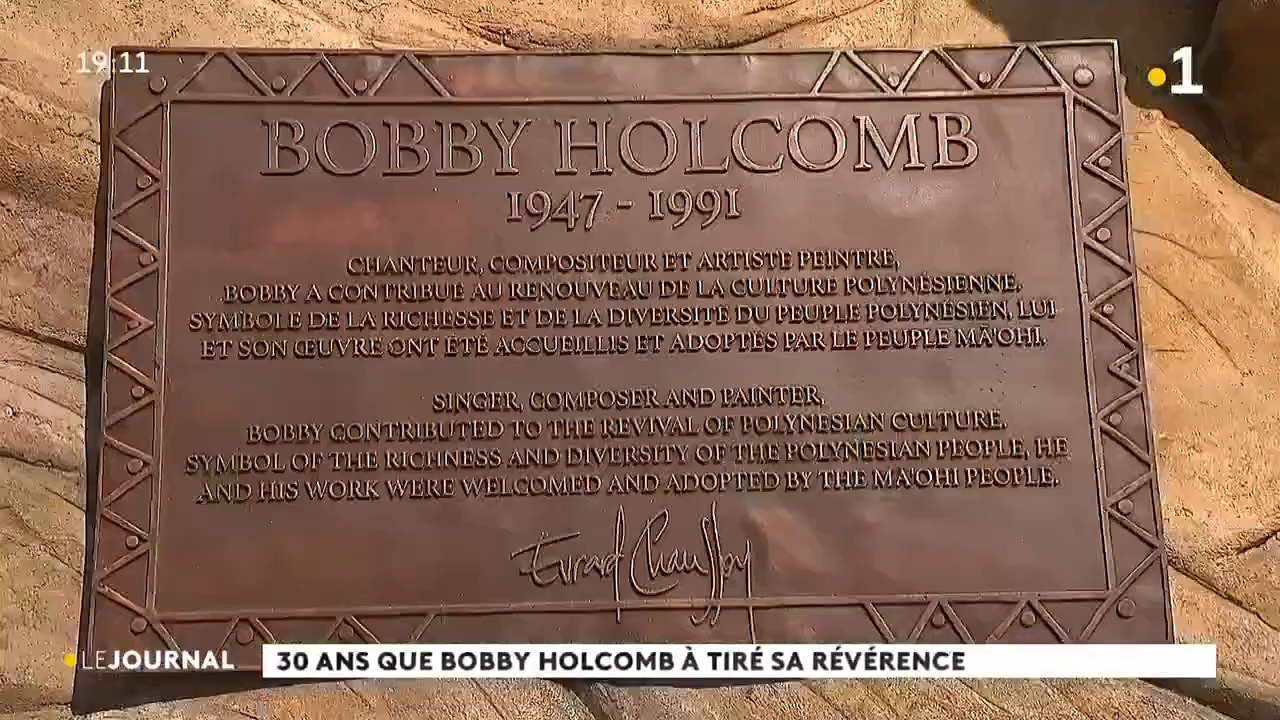 19:11
1
BOBBY HOLCOMB
1947 - 1991
CHANTEUR, COMPOSITEUR ET ARTISTE PEINTRE,
BOBBY A CONTRIBUÉ AU RENOUVEAU DE LA CULTURE POLYNÉSIENNE.
SYMBOLE DE LA RICHESSE ET DE LA DIVERSITÉ DU PEUPLE POLYNÉSIEN, LUI
ET SON ŒUVRE ONT ÉTÉ ACCUEILLIS ET ADOPTÉS PAR LE PEUPLE MĀ'OHI.
SINGER, COMPOSER AND PAINTER,
BOBBY CONTRIBUTED TO THE REVIVAL OF POLYNESIAN CULTURE.
SYMBOL OF THE RICHNESS AND DIVERSITY OF THE POLYNESIAN PEOPLE, HE
AND HIS WORK WERE WELCOMED AND ADOPTED BY THE MA'OHI PEOPLE.
Evrard Chaussoy
LEJOURNAL
30 ANS QUE BOBBY HOLCOMB À TIRÉ SA RÉVÉRENCE